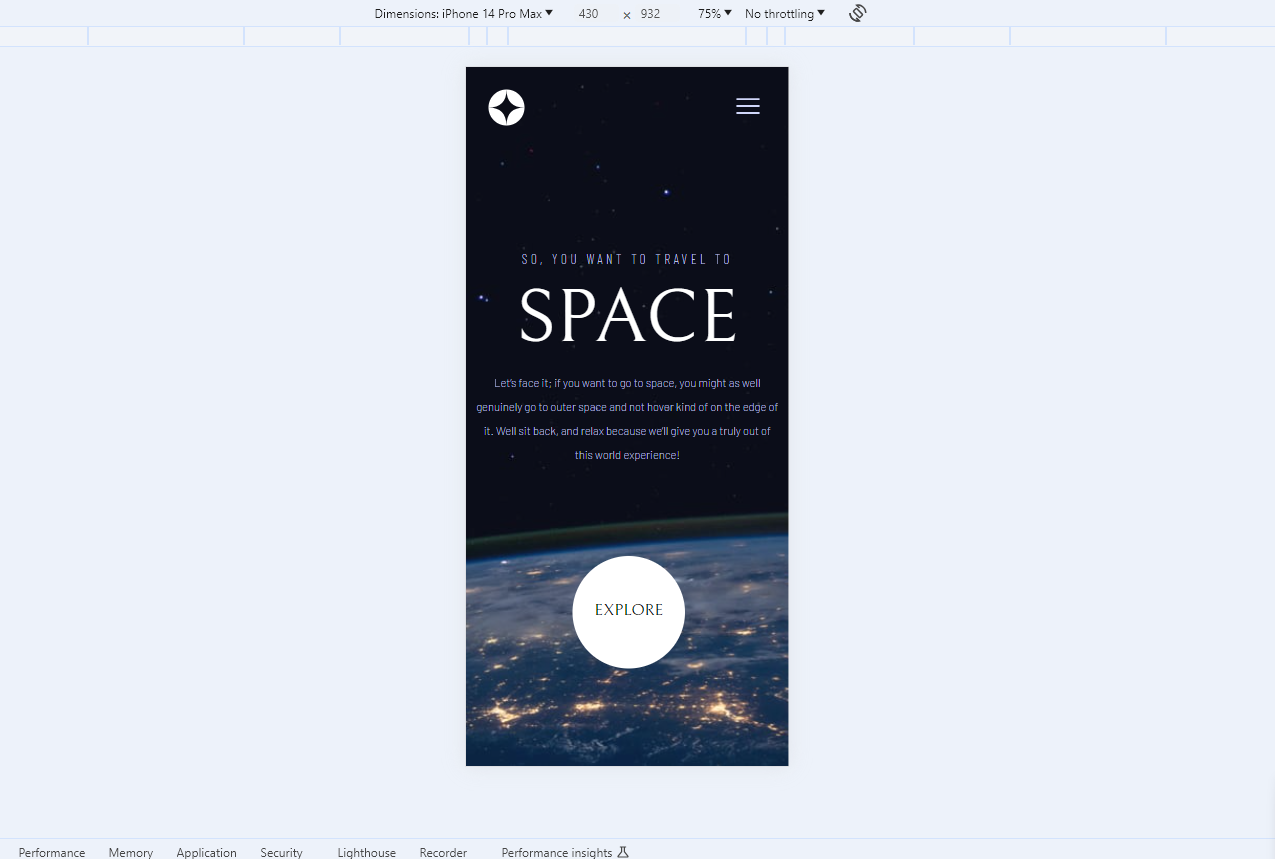 Dimensions: iPhone 14 Pro Max 430 × 932 75% No throttling
SO, YOU WANT TO TRAVEL TO
SPACE
Let's face it; if you want to go to space, you might as well
genuinely go to outer space and not hover kind of on the edge of
it. Well sit back, and relax because we'll give you a truly out of
this world experience!
EXPLORE
Performance Memory Application Security Lighthouse Recorder Performance insights